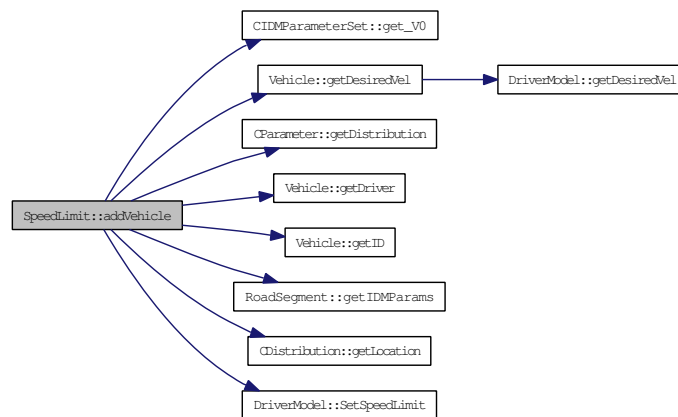 CIDMParameterSet::get_V0
Vehicle::getDesiredVel
DriverModel::getDesiredVel
CParameter::getDistribution
Vehicle::getDriver
SpeedLimit::addVehicle
Vehicle::getID
RoadSegment::getIDMParams
CDistribution::getLocation
DriverModel::SetSpeedLimit